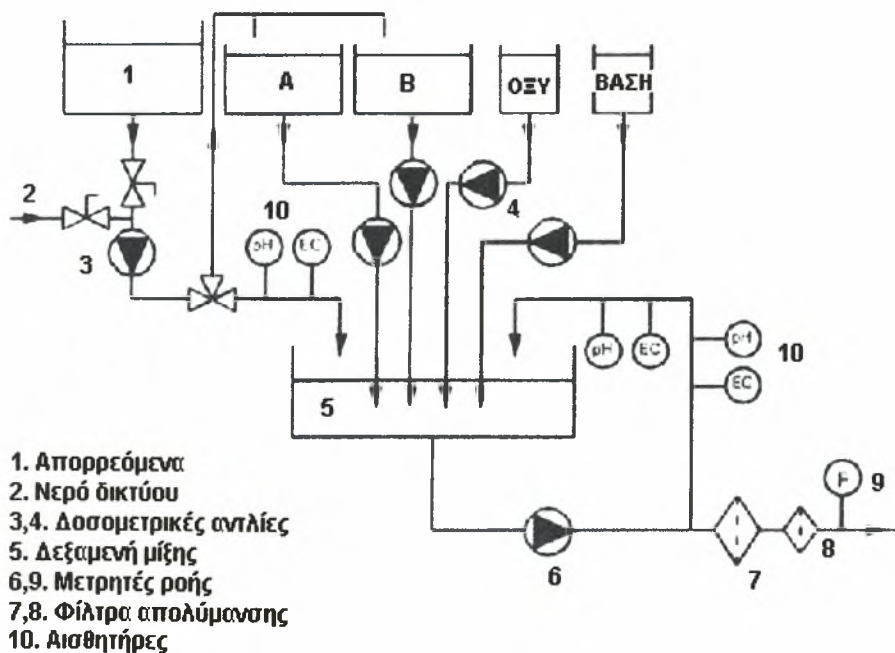 1
A
B
ΟΞΥ
ΒΑΣΗ
2
3
10
pH
EC
4
5
pH
EC
pH
EC
10
6
7
8
F
9
1. Απορρεόμενα
2. Νερό δικτύου
3,4. Δοσομετρικές αντλίες
5. Δεξαμενή μίξης
6,9. Μετρητές ροής
7,8. Φίλτρα απολύμανσης
10. Αισθητήρες